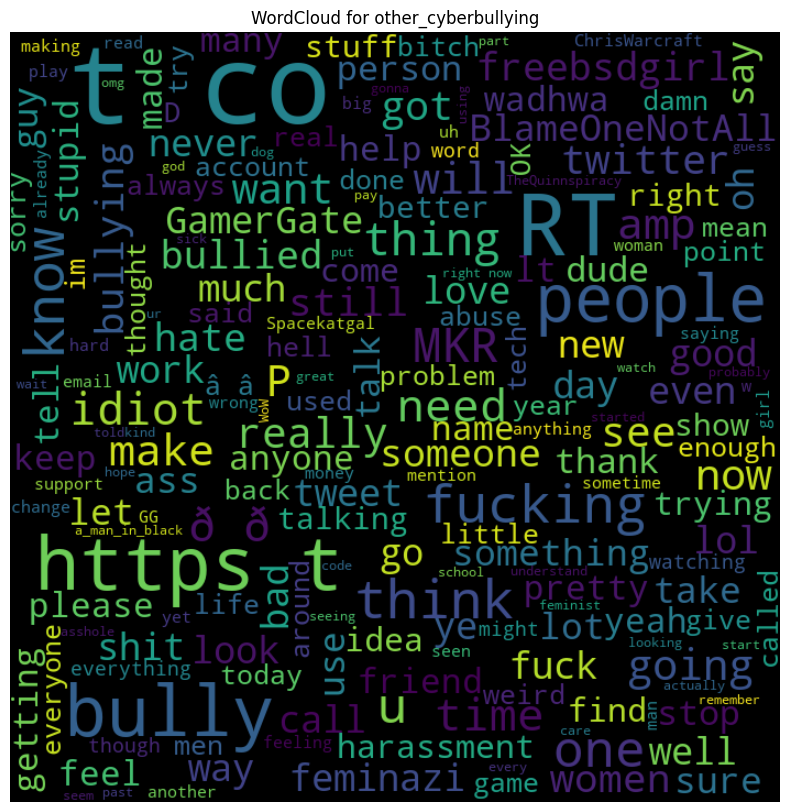 WordCloud for other_cyberbullying
making
read
many
stuff
bitch
part
ChrisWarcraft
play
omg
try
made
D
t co
gonna
using
person
big
freebsdgirl
say
guy
stupid
already
never
god
dog
real
got
wadhwa
damn
BlameOneNotAll
uh
word
help
account
always
want
pay
done
will
twitter
OK
guess
TheQuinnspiracy
better
RT
right
oh
sorry
im
bullying
know
GamerGate
sick
put
thing
amp
mean
woman
point
bullied
thought
come
right now
lt
dude
much
still
love
people
ur
said
Spacekatgal
abuse
saying
hate
hard
hell
MKR
tech
new
good
probably
work
talk
problem
watch
wait
email
â â
great
P
wrong
WoW
used
day
even
w
tell
idiot
year
need
started
girl
toldkind
really
name
anything
see
show
keep
make
anyone
someone
thank
enough
hope
money
mention
now
support
ass
back
tweet
sometime
change
GG
let
ð ð
talking
fucking
trying
a_man_in_black
little
lol
go
something
code
watching
https t
bad
school
understand
think
pretty
take
please
life
around
seeing
feminist
yet
asshole
use
idea
ye
might
lot
yeah
give
called
shit
look
seen
looking
start
everyone
everything
today
fuck
going
actually
getting
bully
friend
weird
remember
u
call
time
find
man
stop
though
men
feeling
harassment
care
one
well
feel
way
every
game
women
sure
another
feminazi
seem
past